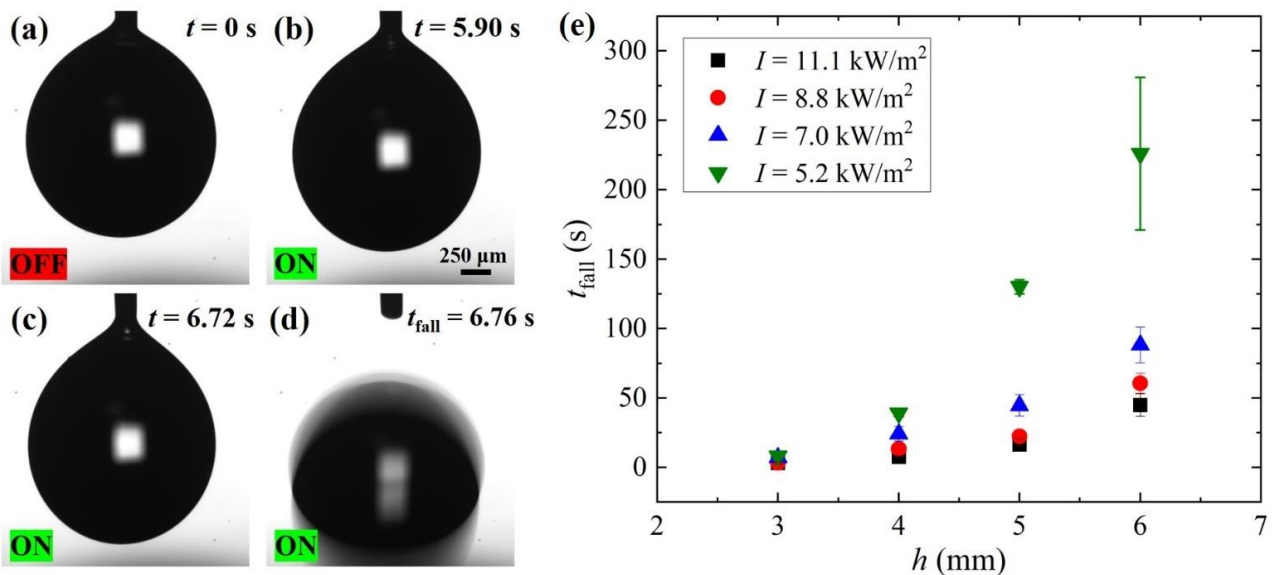 (a)
t = 0 s
OFF
(b)
t = 5.90 s
ON
250 μm
(c)
t = 6.72 s
ON
(d)
t_fall = 6.76 s
ON
(e)
I = 11.1 kW/m²
I = 8.8 kW/m²
I = 7.0 kW/m²
I = 5.2 kW/m²
300
250
200
150
100
50
0
t_fall (s)
2 3 4 5 6 7
h (mm)